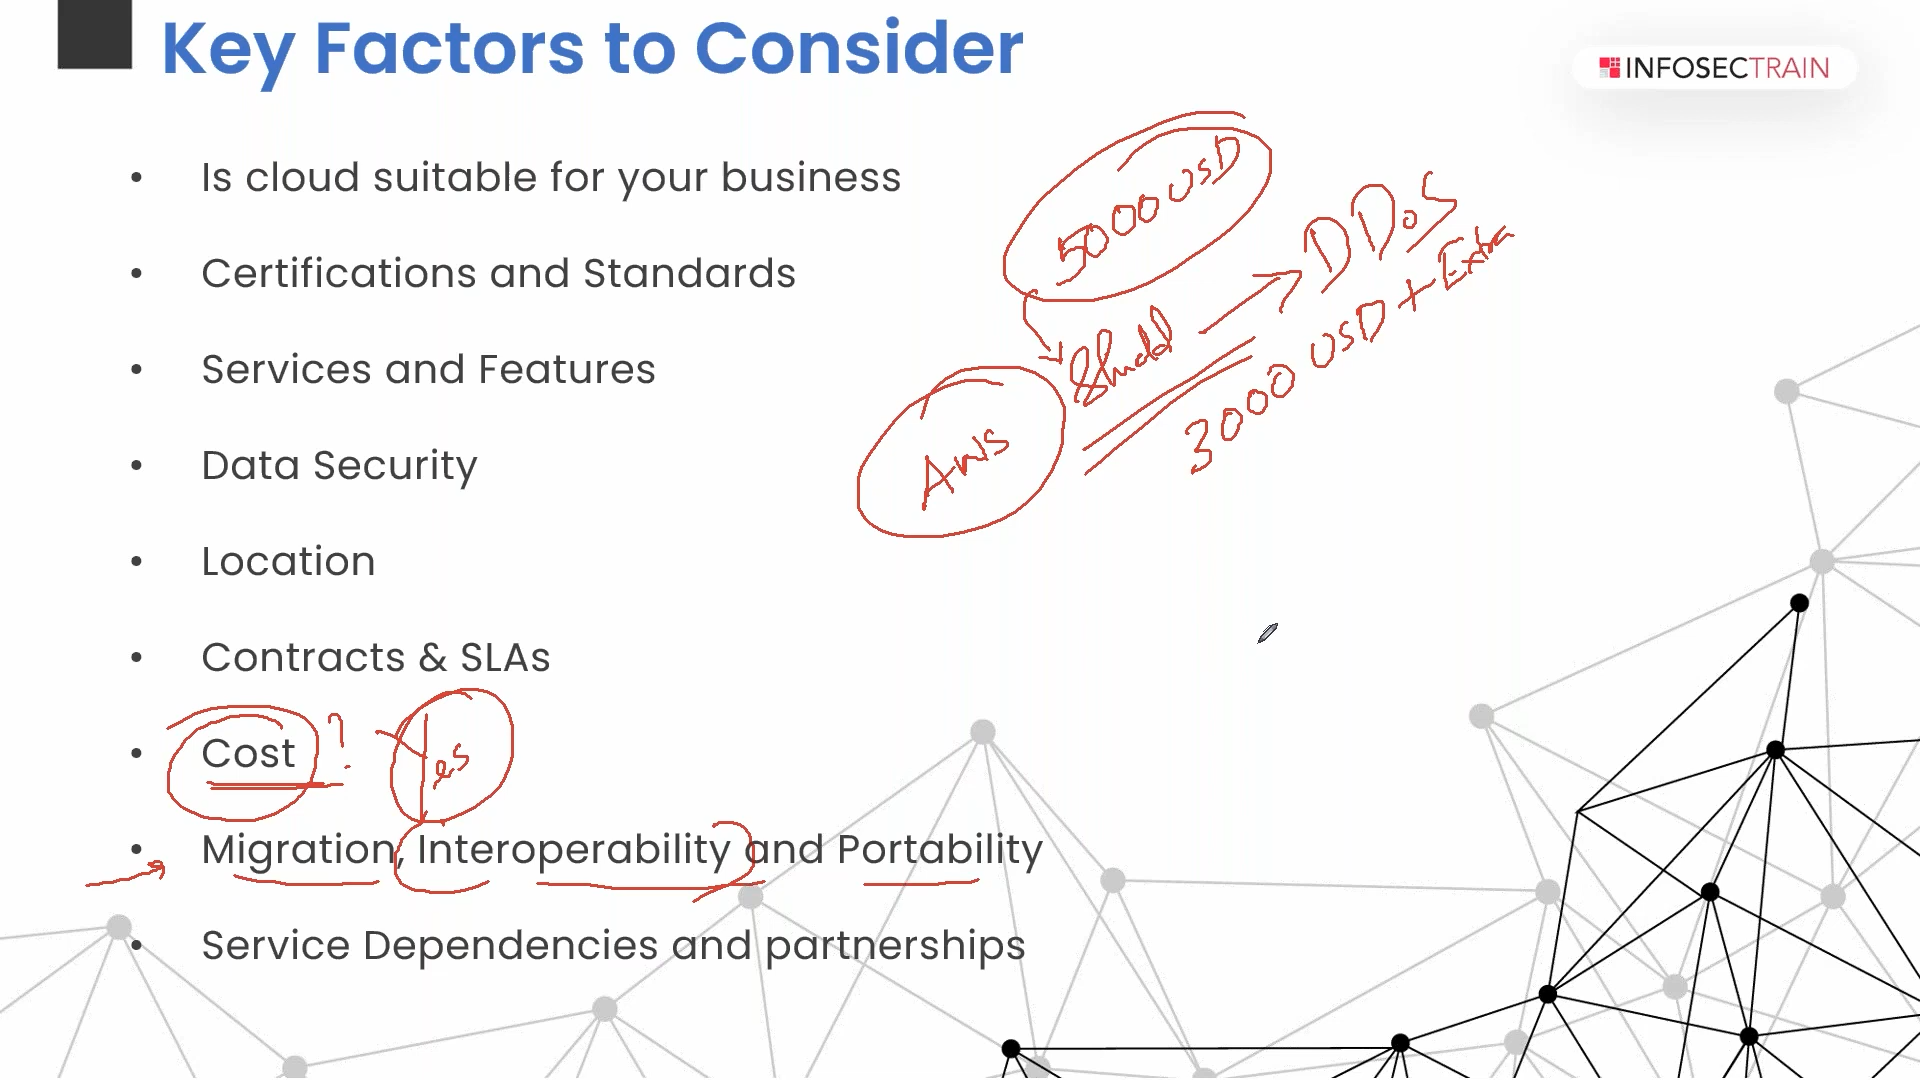 Key Factors to Consider
INFOSECTRAIN
• Is cloud suitable for your business
5000 USD
DDoS
• Certifications and Standards
3000 USD + Extra
• Services and Features
Aws
• Data Security
• Location
• Contracts & SLAs
• Cost ? Yes
• Migration, Interoperability and Portability
• Service Dependencies and partnerships